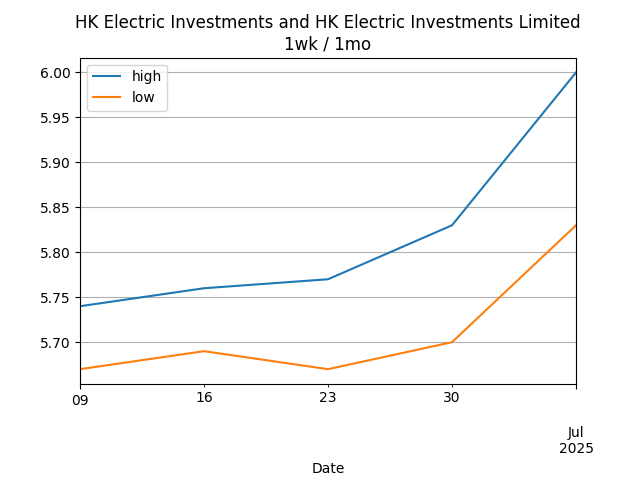 HK Electric Investments and HK Electric Investments Limited
1wk / 1mo
high
low
6.00
5.95
5.90
5.85
5.80
5.75
5.70
09
16
23
30
Jul
2025
Date